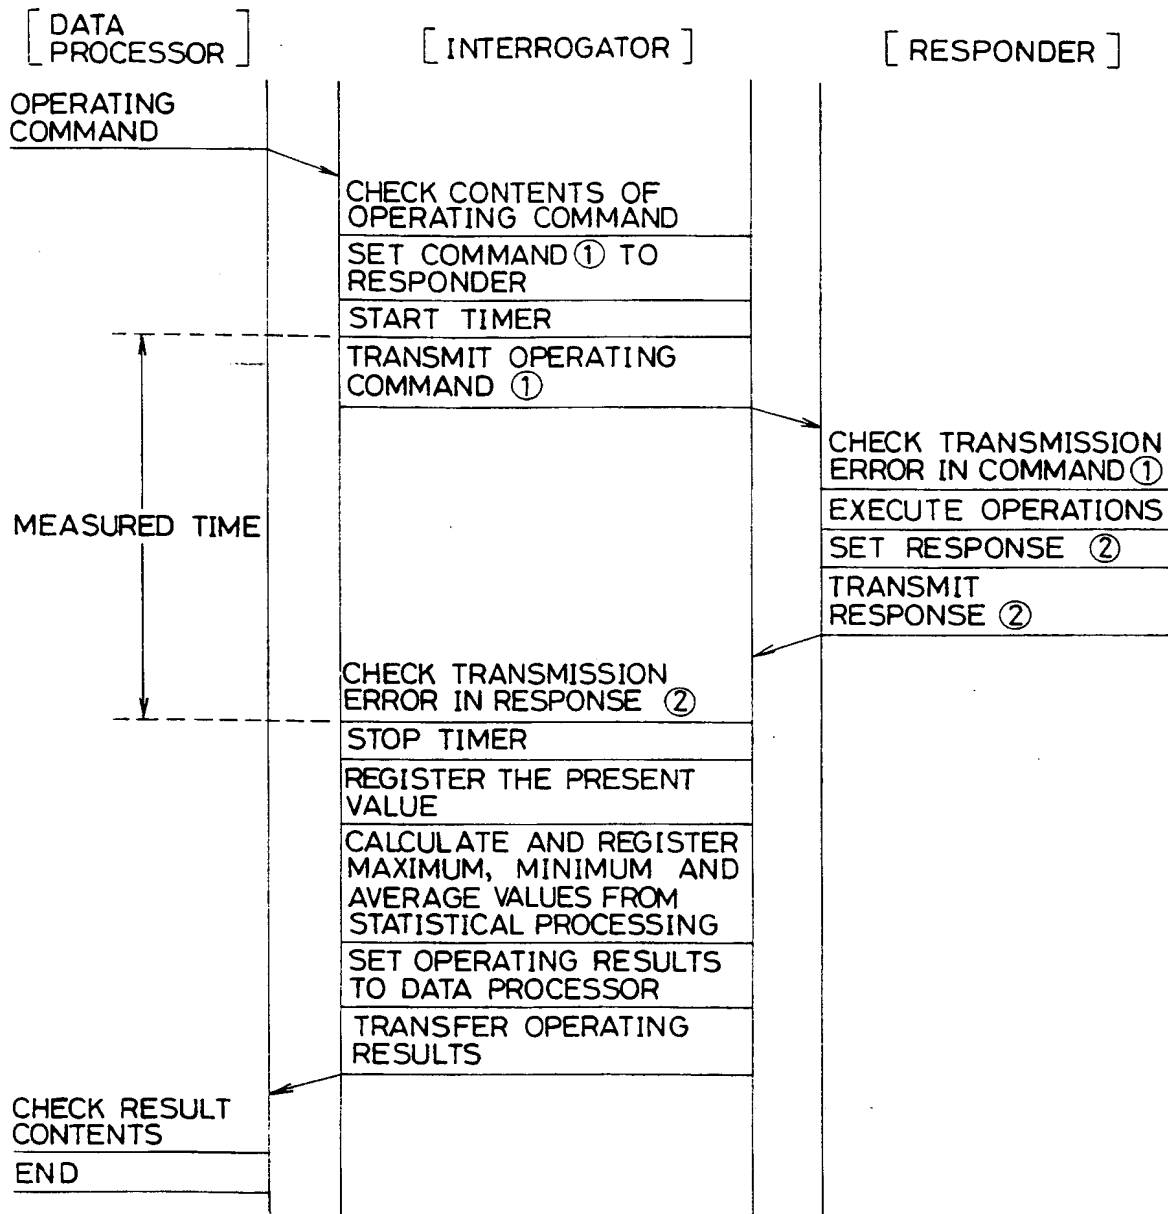 [ DATA
PROCESSOR ]
[ INTERROGATOR ]
[ RESPONDER ]
OPERATING
COMMAND
CHECK CONTENTS OF
OPERATING COMMAND
SET COMMAND ① TO
RESPONDER
START TIMER
TRANSMIT OPERATING
COMMAND ①
CHECK TRANSMISSION
ERROR IN COMMAND ①
EXECUTE OPERATIONS
SET RESPONSE ②
TRANSMIT
RESPONSE ②
MEASURED TIME
CHECK TRANSMISSION
ERROR IN RESPONSE ②
STOP TIMER
REGISTER THE PRESENT
VALUE
CALCULATE AND REGISTER
MAXIMUM, MINIMUM AND
AVERAGE VALUES FROM
STATISTICAL PROCESSING
SET OPERATING RESULTS
TO DATA PROCESSOR
TRANSFER OPERATING
RESULTS
CHECK RESULT
CONTENTS
END